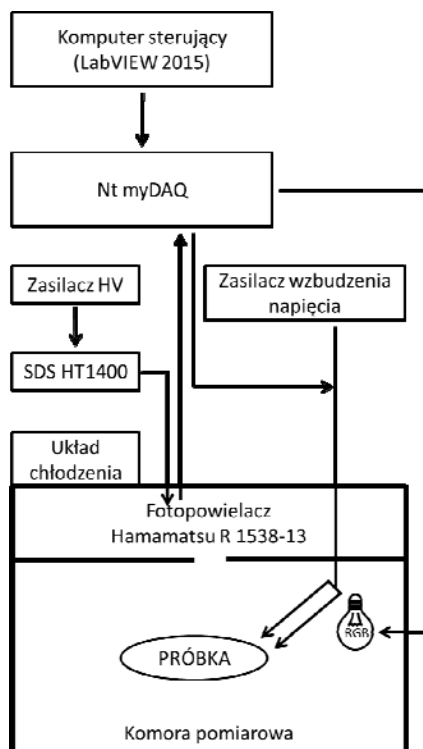 Komputer sterujący
(LabVIEW 2015)
Nt myDAQ
Zasilacz HV
Zasilacz wzbudzenia
napięcia
SDS HT1400
Układ
chłodzenia
Fotopowielacz
Hamamatsu R 1538-13
RGB
PRÓBKA
Komora pomiarowa